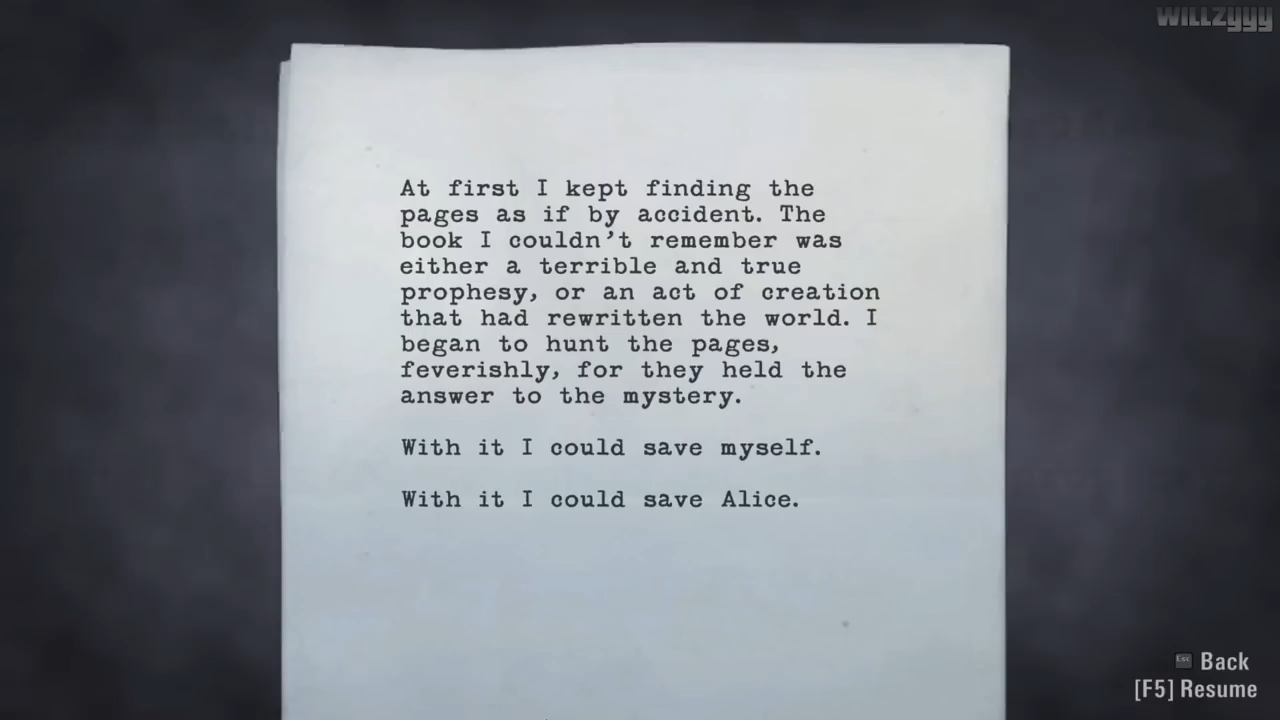 WILLZYYY
At first I kept finding the
pages as if by accident. The
book I couldn't remember was
either a terrible and true
prophesy, or an act of creation
that had rewritten the world. I
began to hunt the pages,
feverishly, for they held the
answer to the mystery.
With it I could save myself.
With it I could save Alice.
Esc Back
[F5] Resume